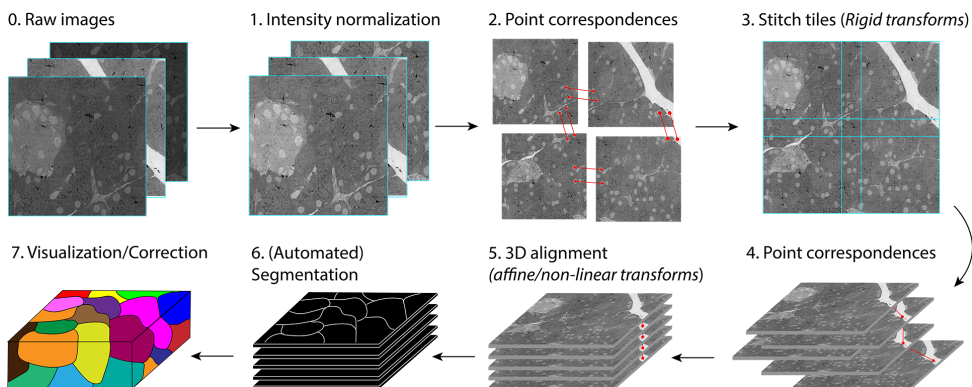 0. Raw images
1. Intensity normalization
2. Point correspondences
3. Stitch tiles (Rigid transforms)
7. Visualization/Correction
6. (Automated)
Segmentation
5. 3D alignment
(affine/non-linear transforms)
4. Point correspondences